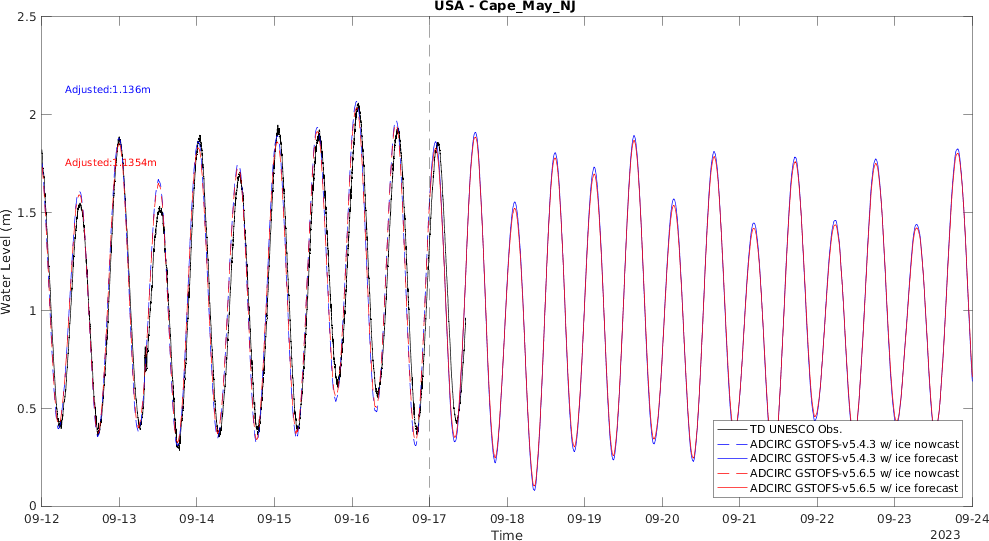 USA - Cape_May_NJ
2.5
Adjusted:1.136m
2
Adjusted:1.1354m
1.5
Water Level (m)
1
0.5
TD UNESCO Obs.
ADCIRC GSTOFS-v5.4.3 w/ ice nowcast
ADCIRC GSTOFS-v5.4.3 w/ ice forecast
ADCIRC GSTOFS-v5.6.5 w/ ice nowcast
ADCIRC GSTOFS-v5.6.5 w/ ice forecast
0
09-12 09-13 09-14 09-15 09-16 09-17 09-18 09-19 09-20 09-21 09-22 09-23 09-24
Time
2023